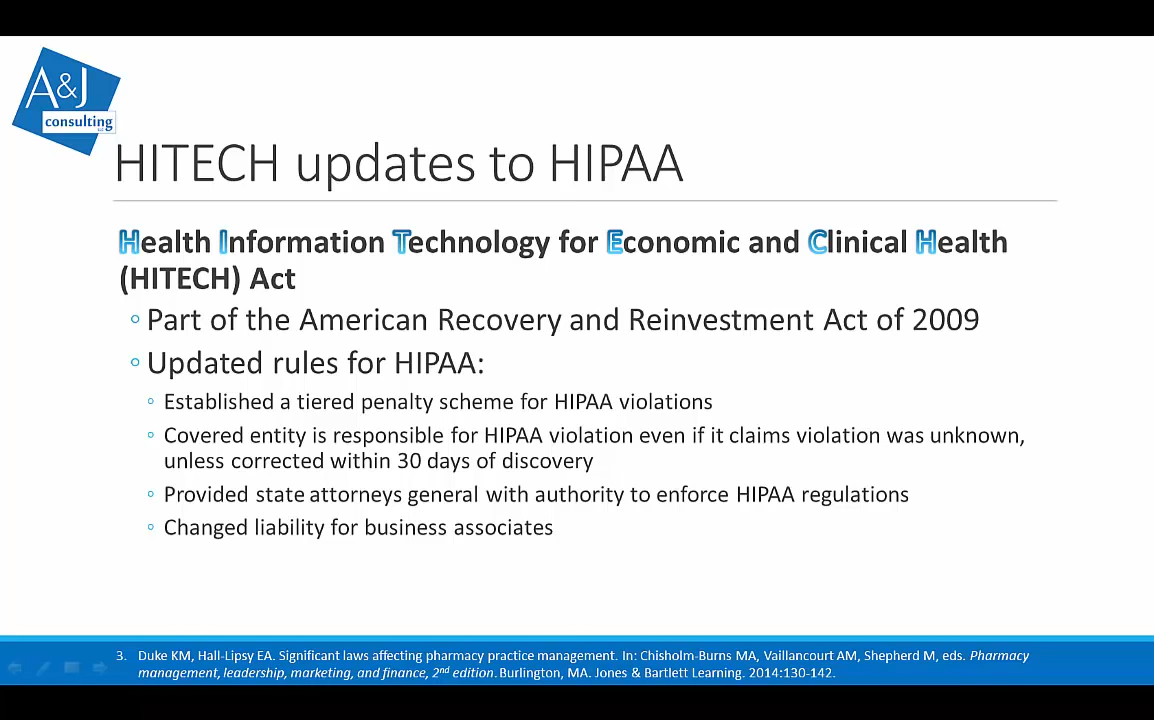 A&J
consulting
HITECH updates to HIPAA
Health Information Technology for Economic and Clinical Health
(HITECH) Act
◦ Part of the American Recovery and Reinvestment Act of 2009
◦ Updated rules for HIPAA:
◦ Established a tiered penalty scheme for HIPAA violations
◦ Covered entity is responsible for HIPAA violation even if it claims violation was unknown,
unless corrected within 30 days of discovery
◦ Provided state attorneys general with authority to enforce HIPAA regulations
◦ Changed liability for business associates
3. Duke KM, Hall-Lipsy EA. Significant laws affecting pharmacy practice management. In: Chisholm-Burns MA, Vaillancourt AM, Shepherd M, eds. Pharmacy
management, leadership, marketing, and finance, 2nd edition. Burlington, MA. Jones & Bartlett Learning. 2014:130-142.